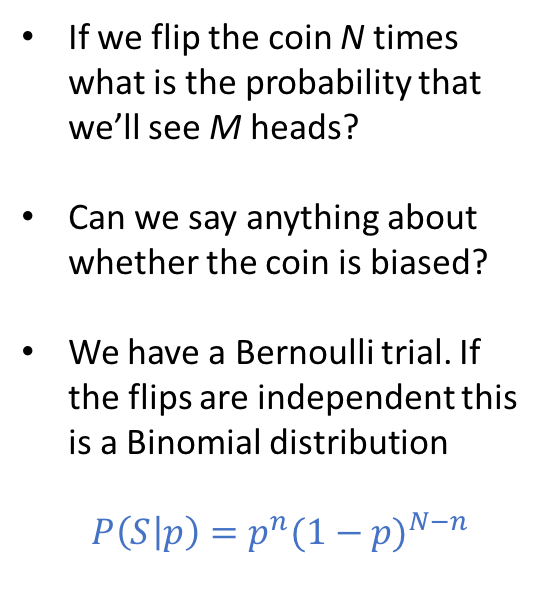 • If we flip the coin N times
what is the probability that
we'll see M heads?
• Can we say anything about
whether the coin is biased?
• We have a Bernoulli trial. If
the flips are independent this
is a Binomial distribution
P(S|p) = pⁿ(1 − p)ᴺ⁻ⁿ